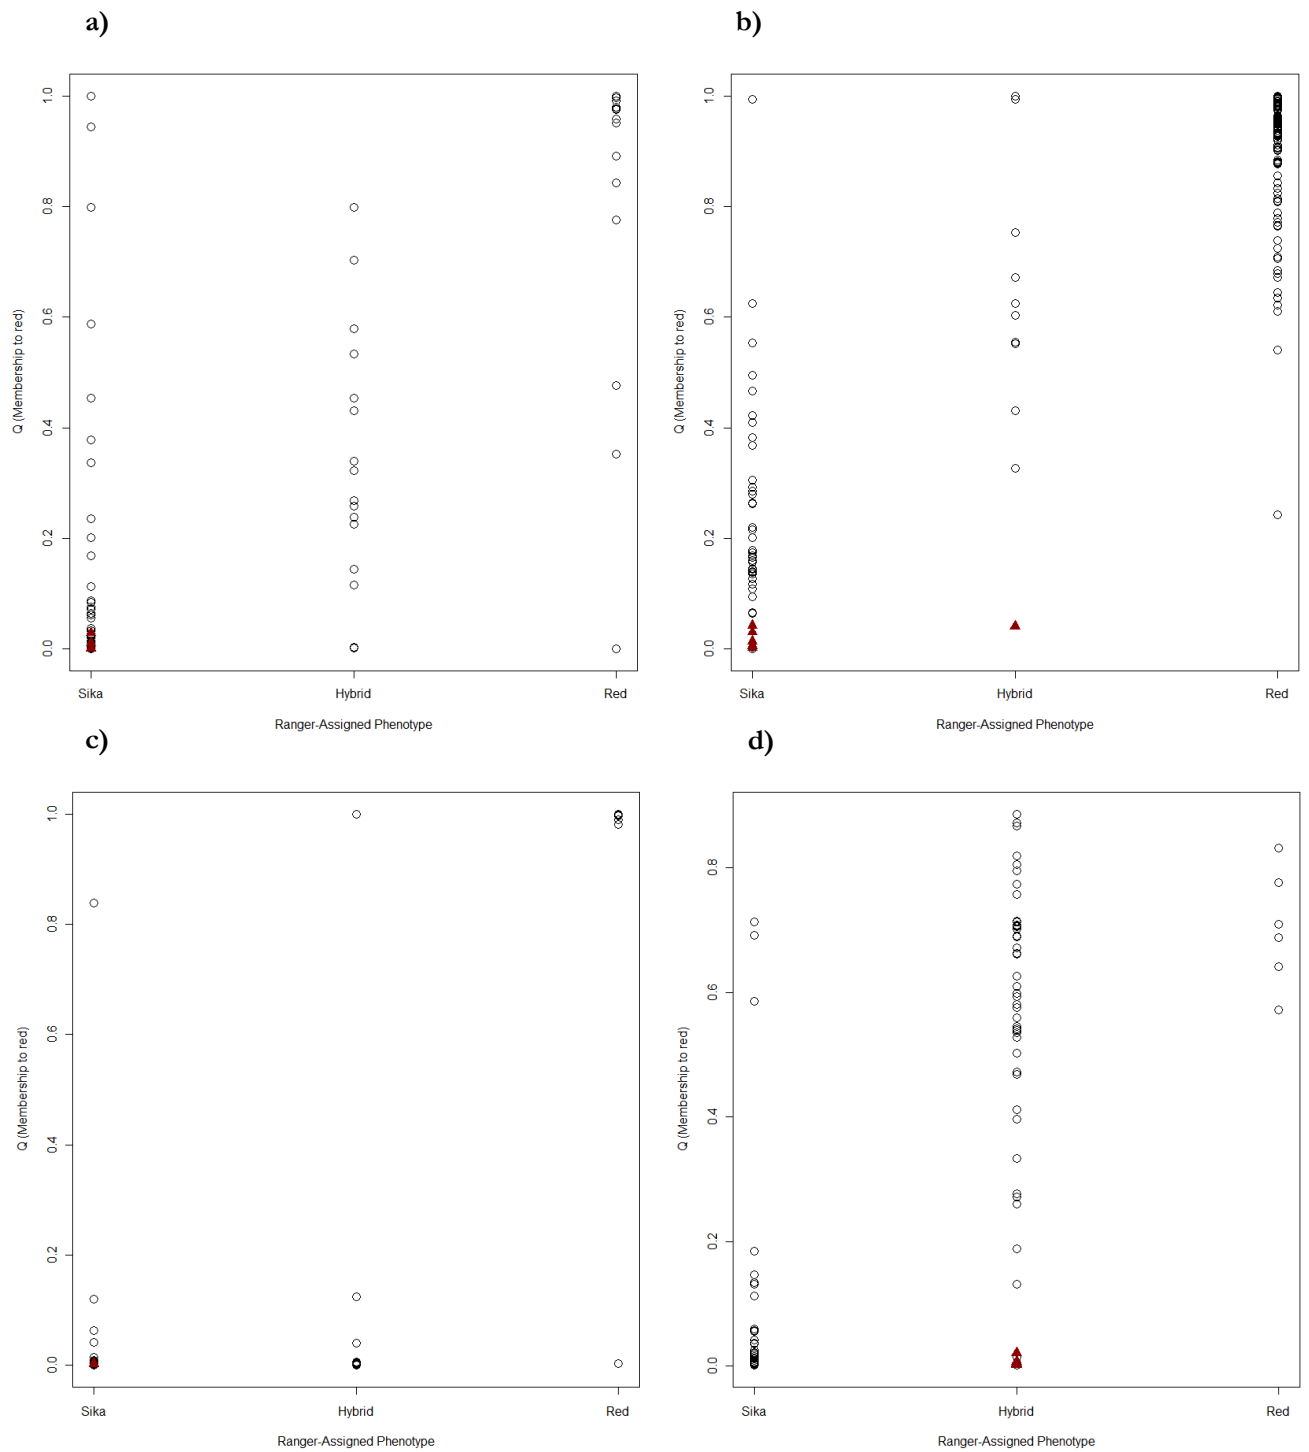 a)
b)
1.0
0.8
0.6
0.4
0.2
0.0
Q (Membership to red)
Sika
Hybrid
Red
Ranger-Assigned Phenotype
1.0
0.8
0.6
0.4
0.2
0.0
Q (Membership to red)
Sika
Hybrid
Red
Ranger-Assigned Phenotype
c)
d)
1.0
0.8
0.6
0.4
0.2
0.0
Q (Membership to red)
Sika
Hybrid
Red
Ranger-Assigned Phenotype
0.8
0.6
0.4
0.2
0.0
Q (Membership to red)
Sika
Hybrid
Red
Ranger-Assigned Phenotype